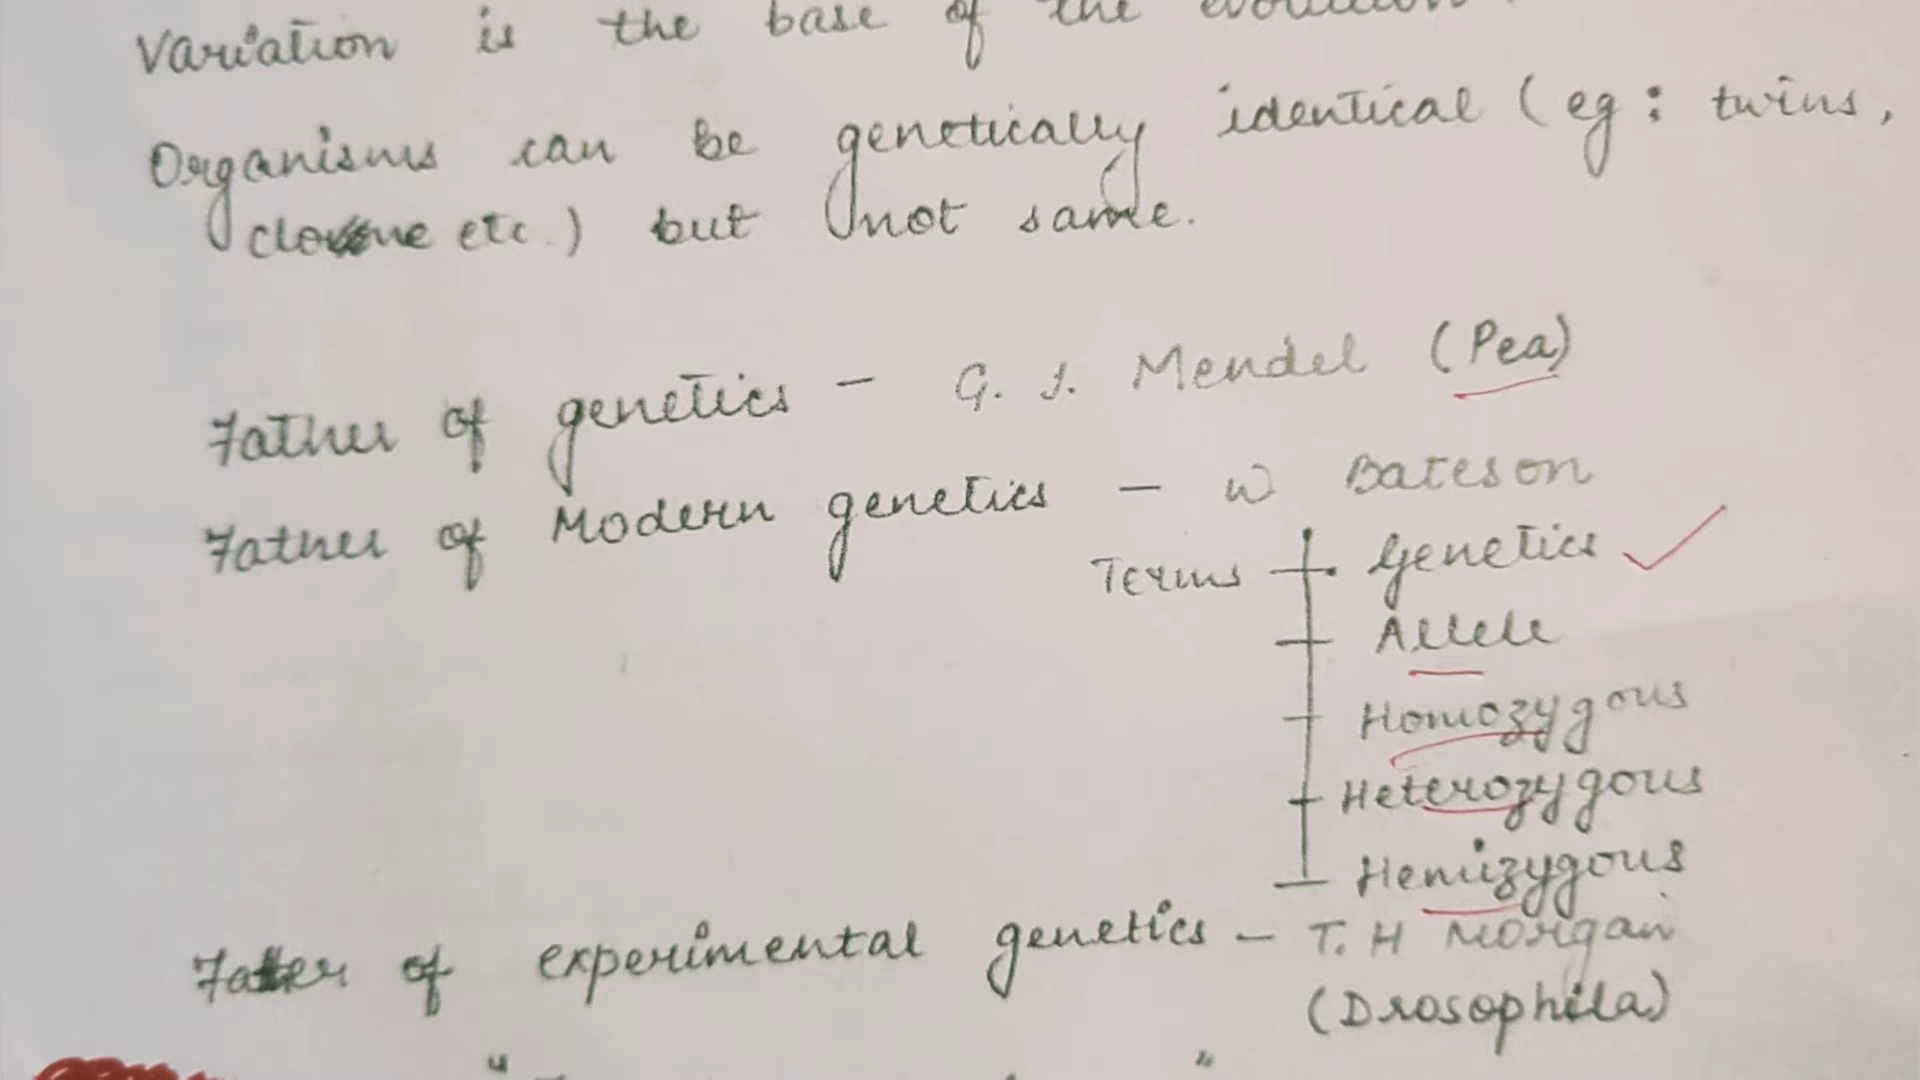 Variation is the base of the evolution
Organisms can be genetically identical (eg: twins,
clone etc.) but not same.
Father of genetics - G. J. Mendel (Pea)
Father of Modern genetics - W Bateson
Terms Genetics
Allele
Homozygous
Heterozygous
Hemizygous
Father of experimental genetics - T. H Morgan
(Drosophila)